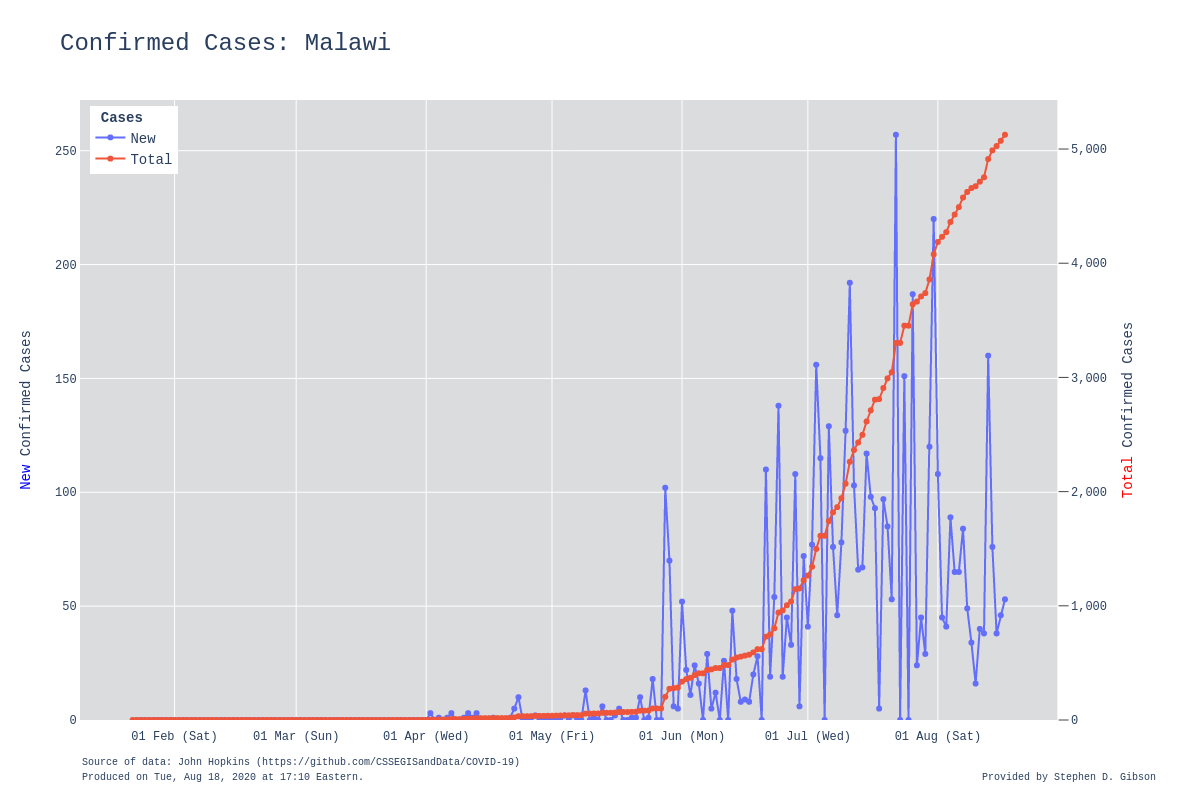 Confirmed Cases: Malawi
Cases
New
Total
250
200
150
100
50
0
5,000
4,000
3,000
2,000
1,000
0
New Confirmed Cases
Total Confirmed Cases
01 Feb (Sat) 01 Mar (Sun) 01 Apr (Wed) 01 May (Fri) 01 Jun (Mon) 01 Jul (Wed) 01 Aug (Sat)
Source of data: John Hopkins (https://github.com/CSSEGISandData/COVID-19)
Produced on Tue, Aug 18, 2020 at 17:10 Eastern.
Provided by Stephen D. Gibson